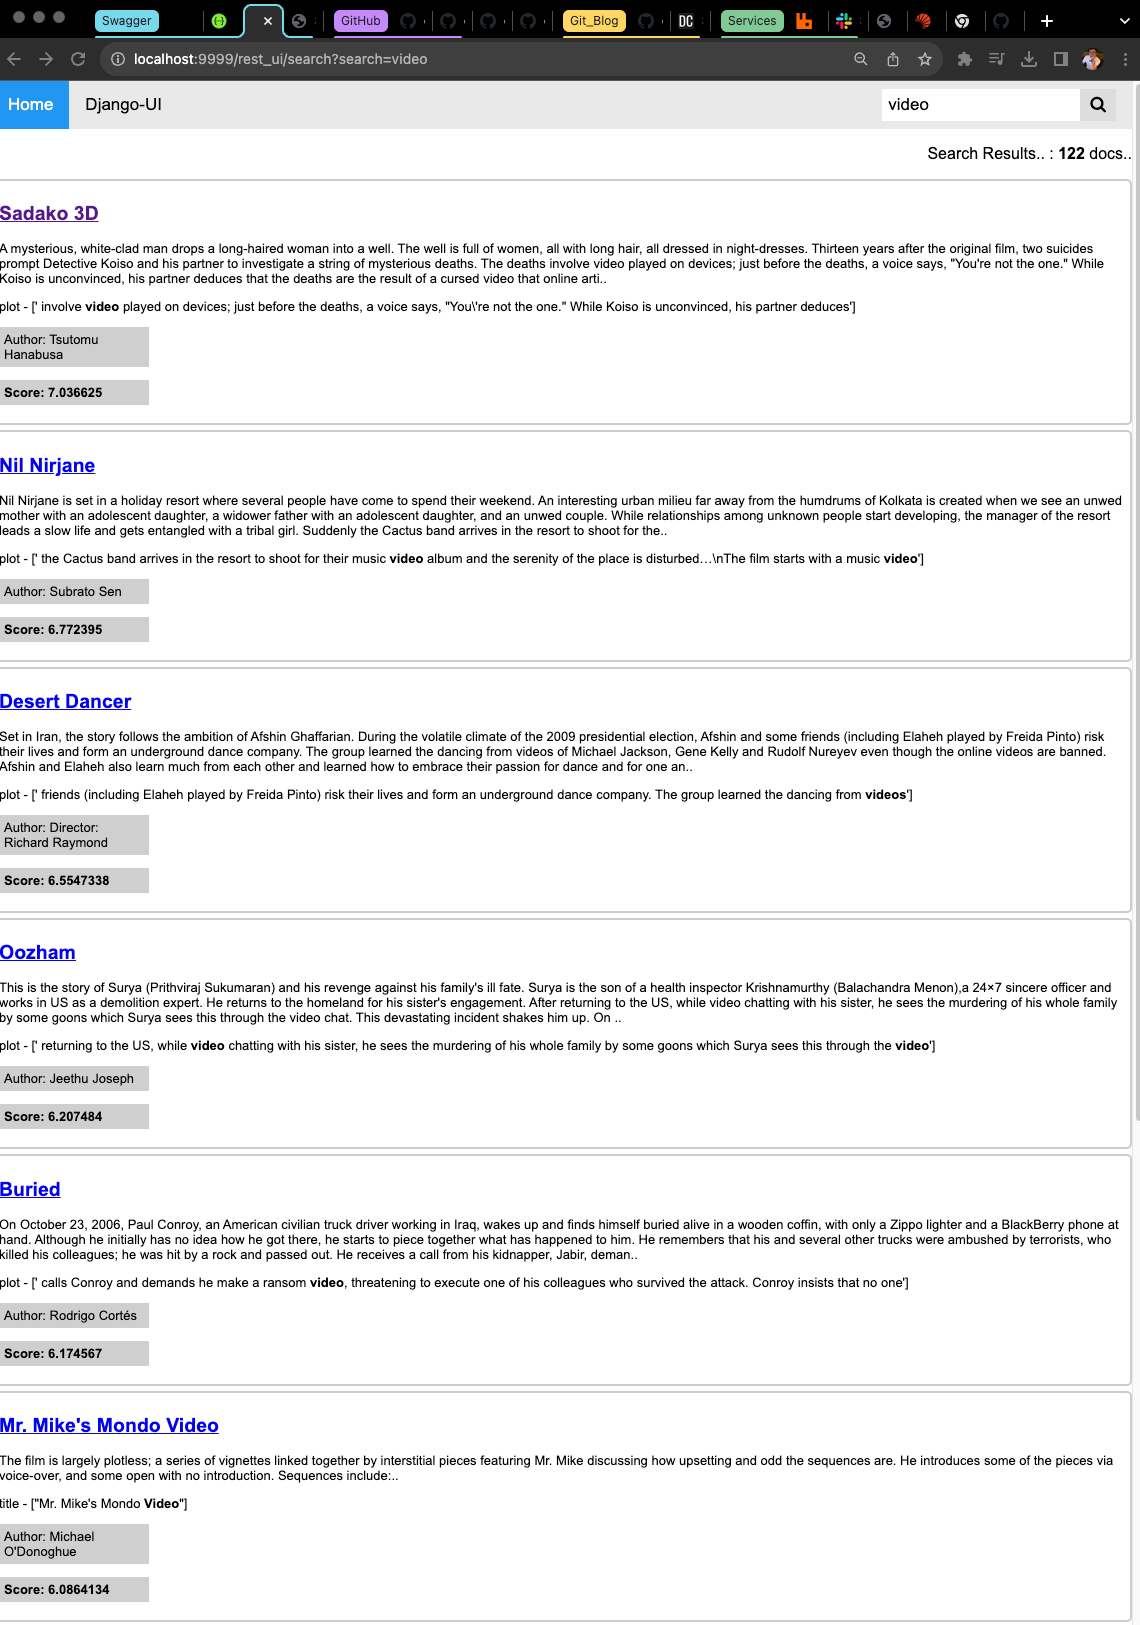 Swagger GitHub Git_Blog DC Services
localhost:9999/rest_ui/search?search=video
Home Django-UI video
Search Results.. : 122 docs..
Sadako 3D
A mysterious, white-clad man drops a long-haired woman into a well. The well is full of women, all with long hair, all dressed in night-dresses. Thirteen years after the original film, two suicides
prompt Detective Koiso and his partner to investigate a string of mysterious deaths. The deaths involve video played on devices; just before the deaths, a voice says, "You're not the one." While
Koiso is unconvinced, his partner deduces that the deaths are the result of a cursed video that online arti..
plot - [' involve video played on devices; just before the deaths, a voice says, "You\'re not the one." While Koiso is unconvinced, his partner deduces']
Author: Tsutomu
Hanabusa
Score: 7.036625
Nil Nirjane
Nil Nirjane is set in a holiday resort where several people have come to spend their weekend. An interesting urban milieu far away from the humdrums of Kolkata is created when we see an unwed
mother with an adolescent daughter, a widower father with an adolescent daughter, and an unwed couple. While relationships among unknown people start developing, the manager of the resort
leads a slow life and gets entangled with a tribal girl. Suddenly the Cactus band arrives in the resort to shoot for the..
plot - [' the Cactus band arrives in the resort to shoot for their music video album and the serenity of the place is disturbed…\nThe film starts with a music video']
Author: Subrato Sen
Score: 6.772395
Desert Dancer
Set in Iran, the story follows the ambition of Afshin Ghaffarian. During the volatile climate of the 2009 presidential election, Afshin and some friends (including Elaheh played by Freida Pinto) risk
their lives and form an underground dance company. The group learned the dancing from videos of Michael Jackson, Gene Kelly and Rudolf Nureyev even though the online videos are banned.
Afshin and Elaheh also learn much from each other and learned how to embrace their passion for dance and for one an..
plot - [' friends (including Elaheh played by Freida Pinto) risk their lives and form an underground dance company. The group learned the dancing from videos']
Author: Director:
Richard Raymond
Score: 6.5547338
Oozham
This is the story of Surya (Prithviraj Sukumaran) and his revenge against his family's ill fate. Surya is the son of a health inspector Krishnamurthy (Balachandra Menon),a 24×7 sincere officer and
works in US as a demolition expert. He returns to the homeland for his sister's engagement. After returning to the US, while video chatting with his sister, he sees the murdering of his whole family
by some goons which Surya sees this through the video chat. This devastating incident shakes him up. On ..
plot - [' returning to the US, while video chatting with his sister, he sees the murdering of his whole family by some goons which Surya sees this through the video']
Author: Jeethu Joseph
Score: 6.207484
Buried
On October 23, 2006, Paul Conroy, an American civilian truck driver working in Iraq, wakes up and finds himself buried alive in a wooden coffin, with only a Zippo lighter and a BlackBerry phone at
hand. Although he initially has no idea how he got there, he starts to piece together what has happened to him. He remembers that his and several other trucks were ambushed by terrorists, who
killed his colleagues; he was hit by a rock and passed out. He receives a call from his kidnapper, Jabir, deman..
plot - [' calls Conroy and demands he make a ransom video, threatening to execute one of his colleagues who survived the attack. Conroy insists that no one']
Author: Rodrigo Cortés
Score: 6.174567
Mr. Mike's Mondo Video
The film is largely plotless; a series of vignettes linked together by interstitial pieces featuring Mr. Mike discussing how upsetting and odd the sequences are. He introduces some of the pieces via
voice-over, and some open with no introduction. Sequences include:..
title - ["Mr. Mike's Mondo Video"]
Author: Michael
O'Donoghue
Score: 6.0864134